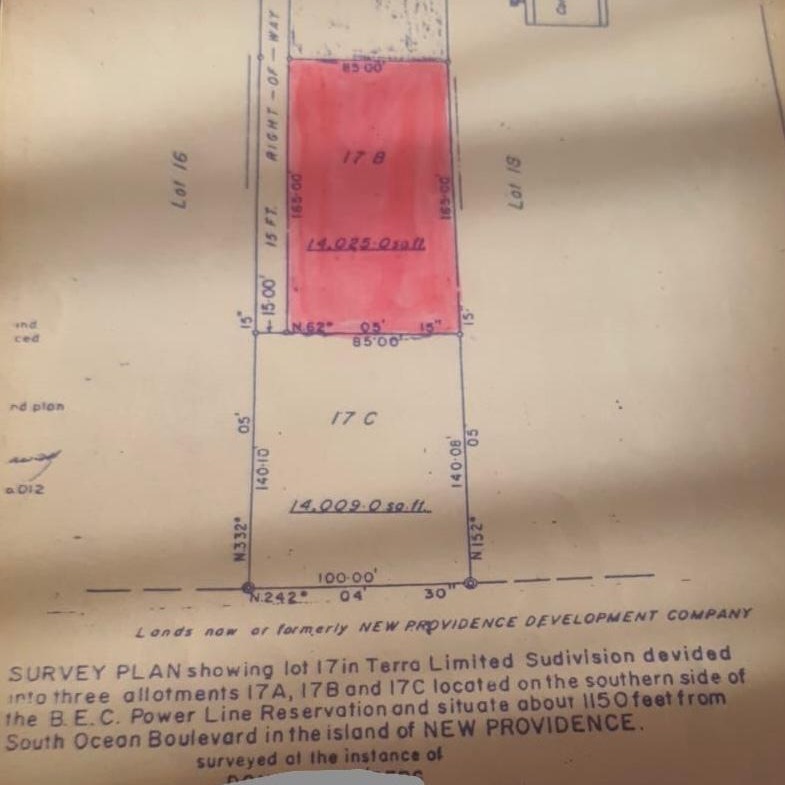 85·00'
RIGHT - OF - WAY
17 B
Lot 16
Lot 18
165·00'
165·00'
15 FT.
14,025·0 sq.ft.
15·00'
15"
15"
N.62° 05' 15"
85·00'
and
ced
nd plan
2012
17 C
05'
05'
140·10'
140·08'
14,009·0 sq.ft.
N.332°
N.152°
100·00'
N.242° 04' 30"
Lands now or formerly NEW PROVIDENCE DEVELOPMENT COMPANY
SURVEY PLAN showing lot 17 in Terra Limited Sudivision devided
into three allotments 17A, 17B and 17C located on the southern side of
the B.E.C. Power Line Reservation and situate about 1150 feet from
South Ocean Boulevard in the island of NEW PROVIDENCE.
surveyed at the instance of